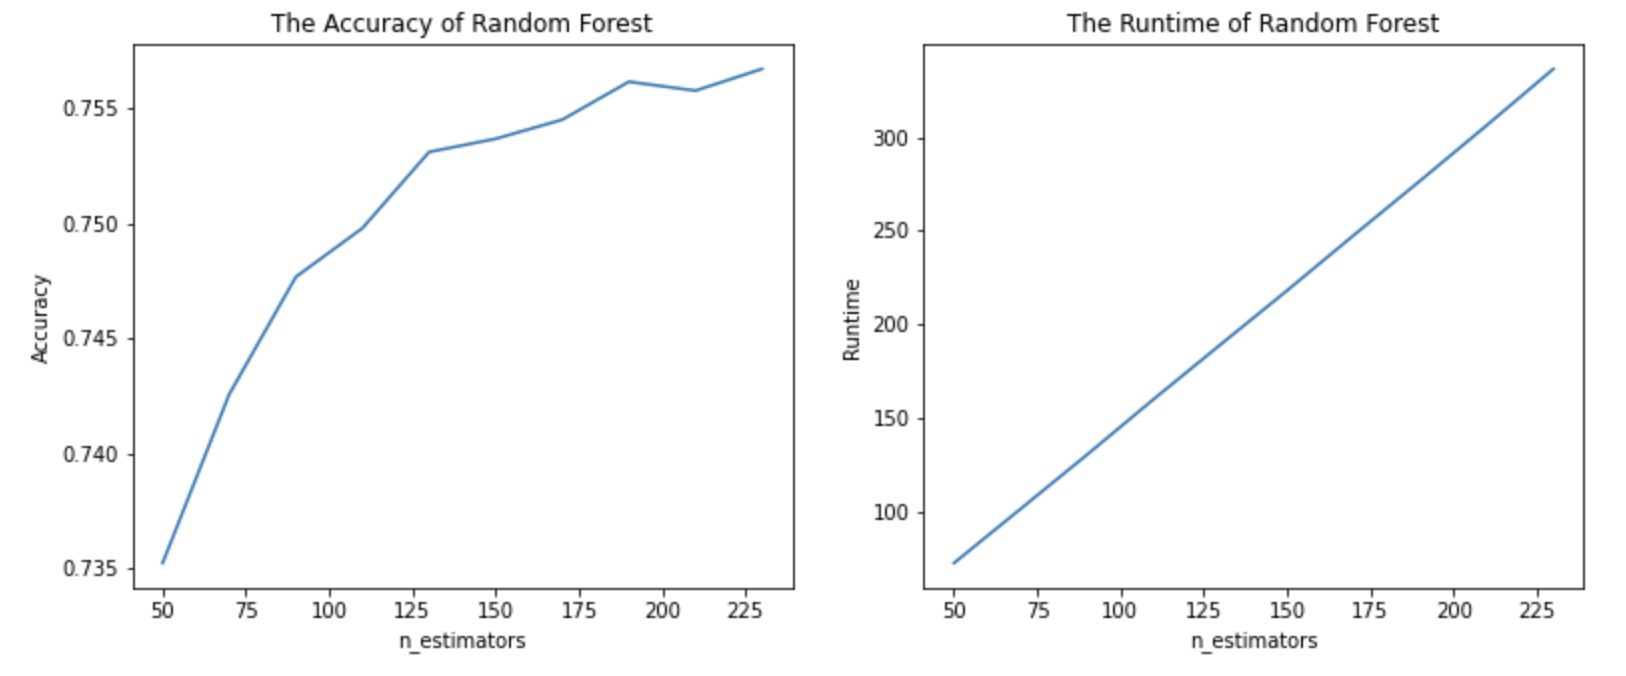 The Accuracy of Random Forest
0.755
0.750
0.745
0.740
0.735
Accuracy
50 75 100 125 150 175 200 225
n_estimators
The Runtime of Random Forest
300
250
200
150
100
Runtime
50 75 100 125 150 175 200 225
n_estimators